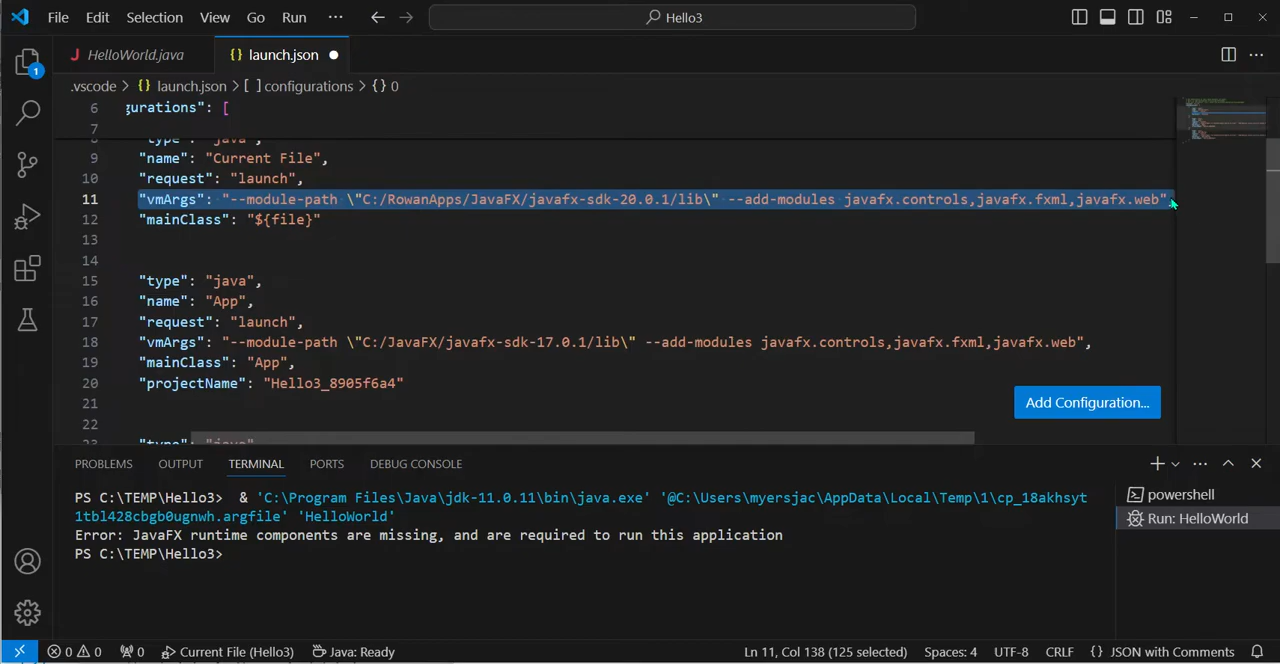 File Edit Selection View Go Run ··· Hello3
HelloWorld.java
{} launch.json
.vscode > {} launch.json > [ ] configurations > {} 0
6 gurations": [
7
8 "type": "java",
9 "name": "Current File",
10 "request": "launch",
11 "vmArgs": "--module-path \"C:/RowanApps/JavaFX/javafx-sdk-20.0.1/lib\" --add-modules javafx.controls,javafx.fxml,javafx.web",
12 "mainClass": "${file}"
13
14
15 "type": "java",
16 "name": "App",
17 "request": "launch",
18 "vmArgs": "--module-path \"C:/JavaFX/javafx-sdk-17.0.1/lib\" --add-modules javafx.controls,javafx.fxml,javafx.web",
19 "mainClass": "App",
20 "projectName": "Hello3_8905f6a4"
21
22
23 "type": "java"
Add Configuration...
1
PROBLEMS OUTPUT TERMINAL PORTS DEBUG CONSOLE
PS C:\TEMP\Hello3> & 'C:\Program Files\Java\jdk-11.0.11\bin\java.exe' '@C:\Users\myersjac\AppData\Local\Temp\1\cp_18akhsyt
1tbl428cbgb0ugnwh.argfile' 'HelloWorld'
Error: JavaFX runtime components are missing, and are required to run this application
PS C:\TEMP\Hello3>
powershell
Run: HelloWorld
0 0 0 Current File (Hello3) Java: Ready Ln 11, Col 138 (125 selected) Spaces: 4 UTF-8 CRLF {} JSON with Comments